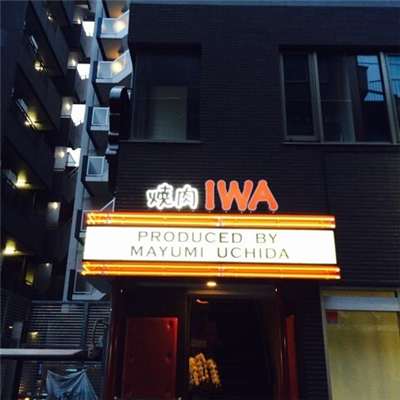 焼肉 IWA
PRODUCED BY
MAYUMI UCHIDA